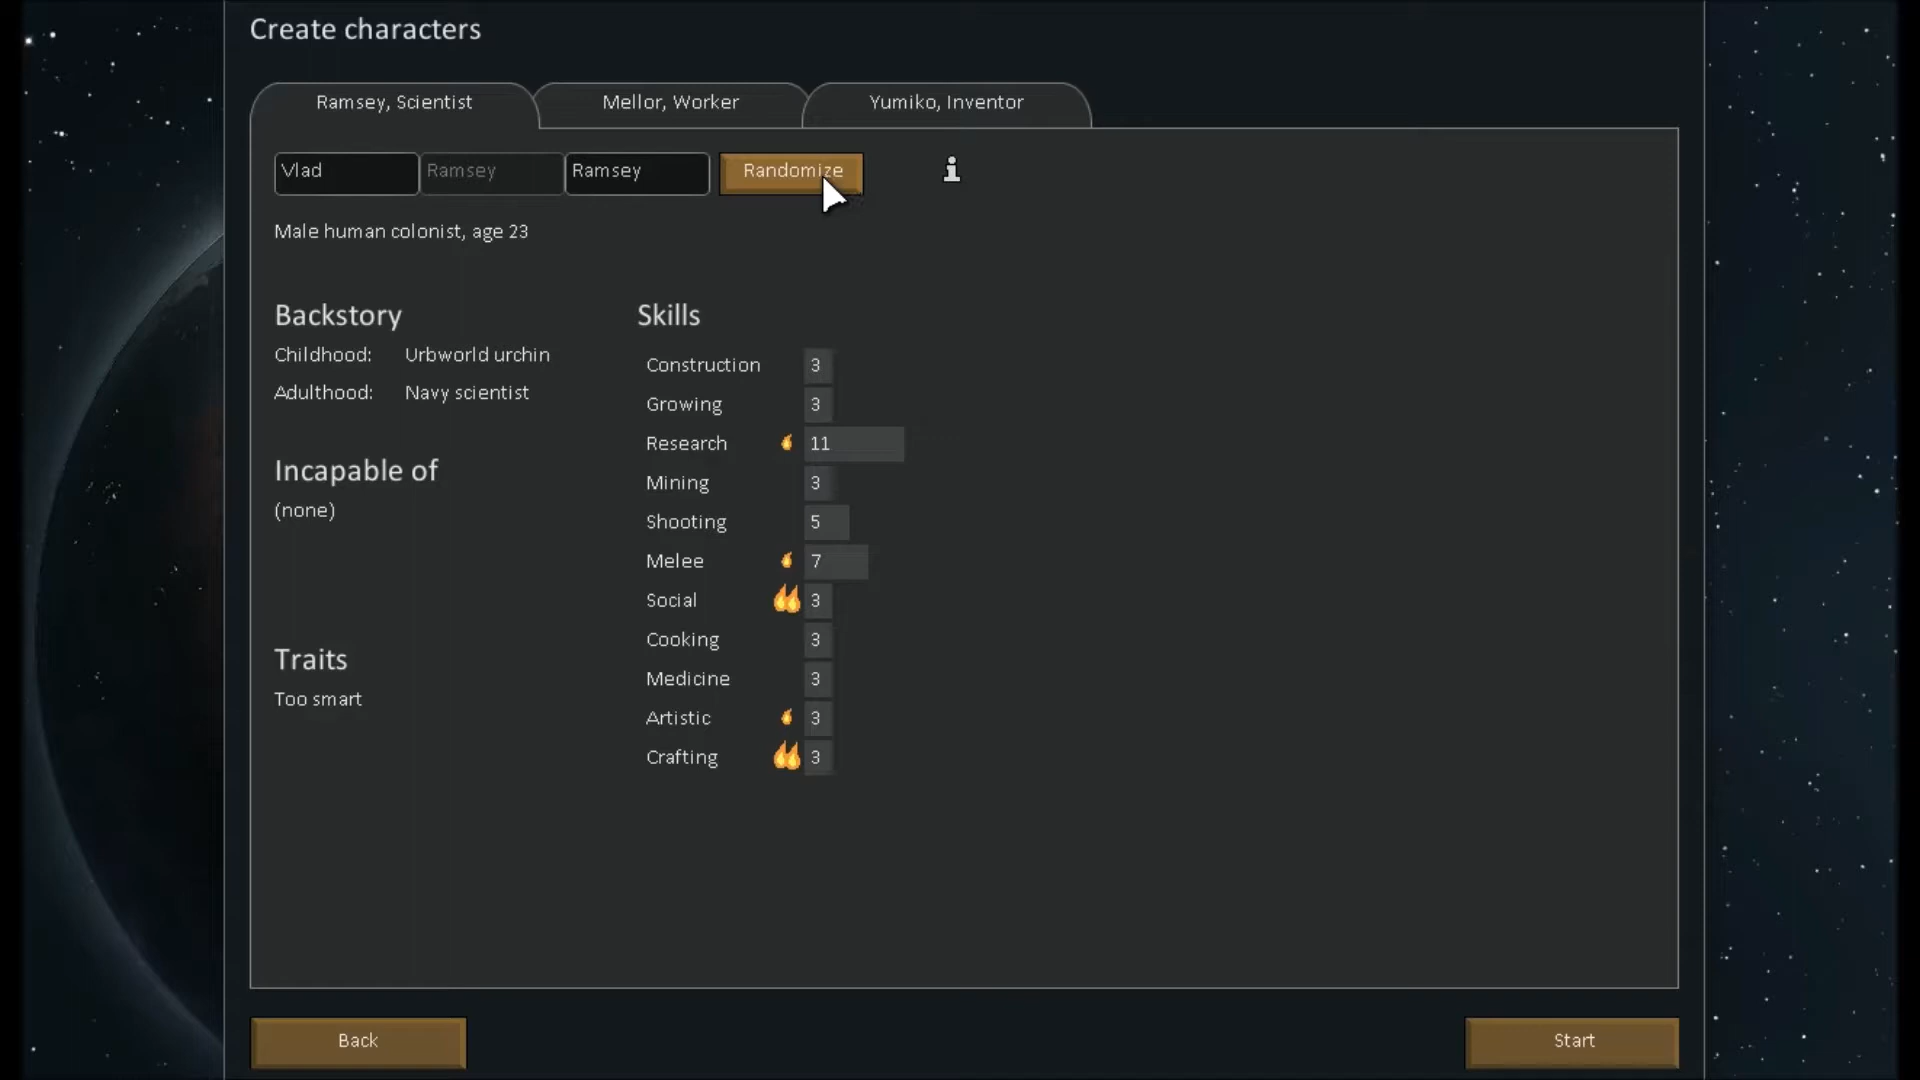 Create characters
Ramsey, Scientist
Mellor, Worker
Yumiko, Inventor
Vlad
Ramsey
Ramsey
Randomize
Male human colonist, age 23
Backstory
Childhood: Urbworld urchin
Adulthood: Navy scientist
Incapable of
(none)
Traits
Too smart
Skills
Construction 3
Growing 3
Research 11
Mining 3
Shooting 5
Melee 7
Social 3
Cooking 3
Medicine 3
Artistic 3
Crafting 3
Back
Start